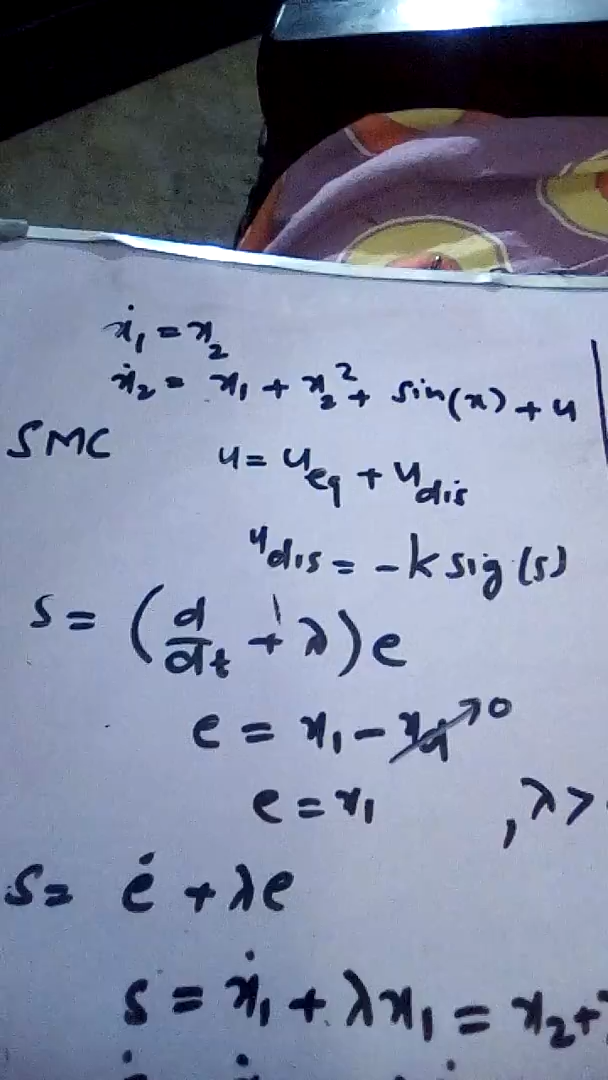 ẋ₁ = x₂
ẋ₂ = x₁ + x₂² + sin(x) + u
SMC
u = u_eq + u_dis
u_dis = -k sig(s)
s = (d/dt + λ)e
e = x₁ - x_d → 0
e = x₁ , λ >
s = ė + λe
s = ẋ₁ + λx₁ = x₂ +